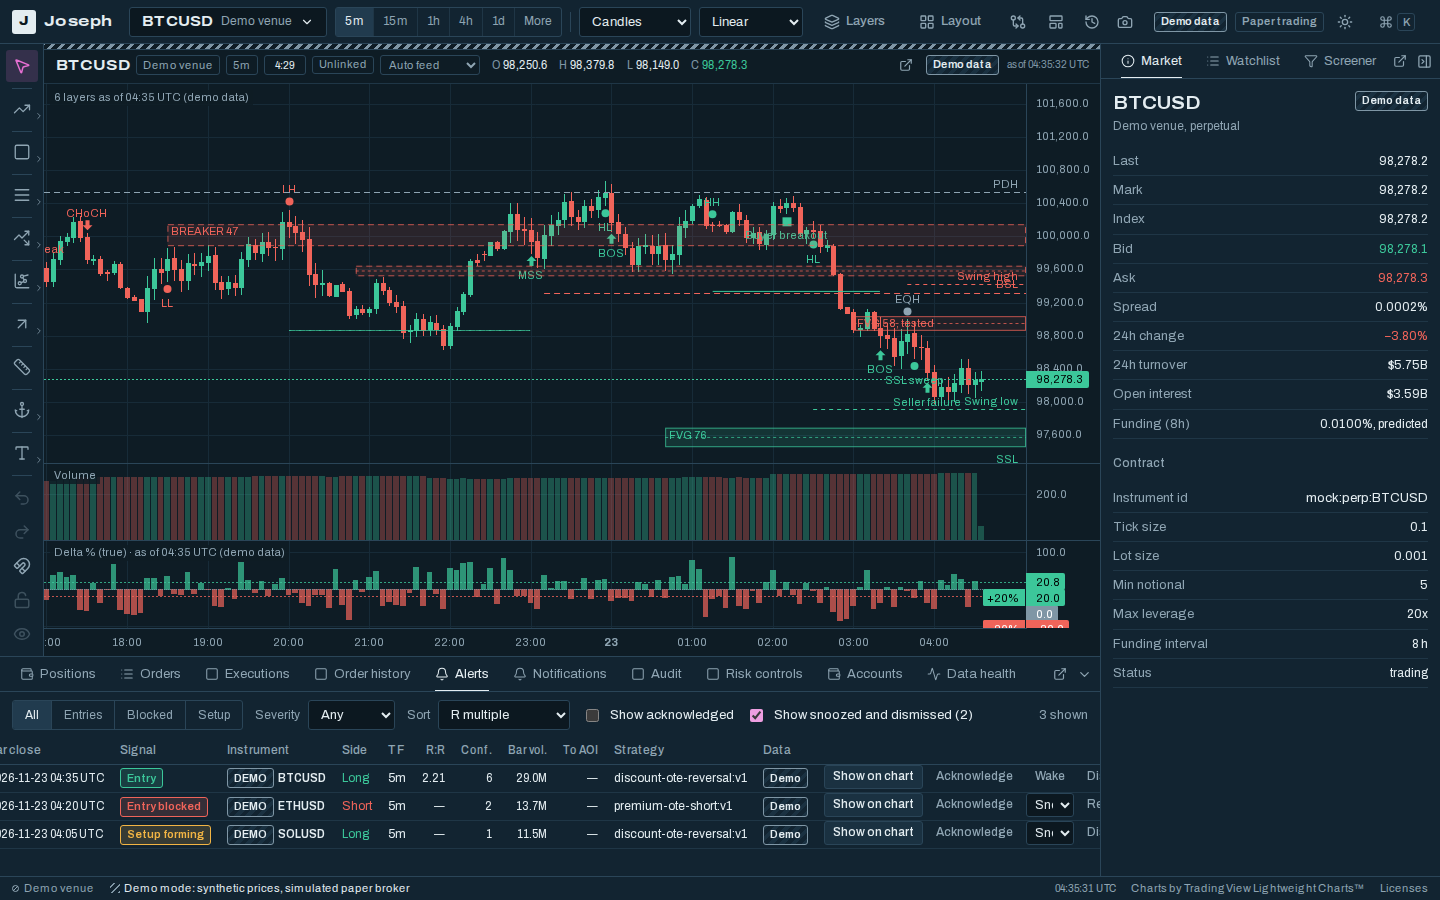 J Joseph BTCUSD Demo venue 5m 15m 1h 4h 1d More Candles Linear Layers Layout Demo data Paper trading ⌘ K
BTCUSD Demo venue 5m 4:29 Unlinked Auto feed O 98,250.6 H 98,379.8 L 98,149.0 C 98,278.3 Demo data as of 04:35:32 UTC
6 layers as of 04:35 UTC (demo data)
101,600.0
101,200.0
100,800.0
PDH
100,400.0
LH
CHoCH
HH
BREAKER 47
HL
100,000.0
BOS
HL
MSS
99,600.0
Swing high
BSL
LL
EQH
99,200.0
tested
98,800.0
BOS
98,400.0
SSL sweep
98,278.3
Seller failure Swing low
98,000.0
FVG 76
97,600.0
SSL
Volume
200.0
Delta % (true) · as of 04:35 UTC (demo data)
100.0
20.8
+20% 20.0
0.0
:00 18:00 19:00 20:00 21:00 22:00 23:00 23 01:00 02:00 03:00 04:00
Market Watchlist Screener
BTCUSD Demo data
Demo venue, perpetual
Last 98,278.2
Mark 98,278.2
Index 98,278.2
Bid 98,278.1
Ask 98,278.3
Spread 0.0002%
24h change −3.80%
24h turnover $5.75B
Open interest $3.59B
Funding (8h) 0.0100%, predicted
Contract
Instrument id mock:perp:BTCUSD
Tick size 0.1
Lot size 0.001
Min notional 5
Max leverage 20x
Funding interval 8 h
Status trading
Positions Orders Executions Order history Alerts Notifications Audit Risk controls Accounts Data health
All Entries Blocked Setup Severity Any Sort R multiple Show acknowledged Show snoozed and dismissed (2) 3 shown
ar close Signal Instrument Side TF R:R Conf. Bar vol. To AOI Strategy Data
026-11-23 04:35 UTC Entry DEMO BTCUSD Long 5m 2.21 6 29.0M — discount-ote-reversal:v1 Demo Show on chart Acknowledge Wake Di
026-11-23 04:20 UTC Entry blocked DEMO ETHUSD Short 5m — 2 13.7M — premium-ote-short:v1 Demo Show on chart Acknowledge Sn Re
026-11-23 04:05 UTC Setup forming DEMO SOLUSD Long 5m — 1 11.5M — discount-ote-reversal:v1 Demo Show on chart Acknowledge Sn Di
Demo venue Demo mode: synthetic prices, simulated paper broker 04:35:31 UTC Charts by TradingView Lightweight Charts™ Licenses